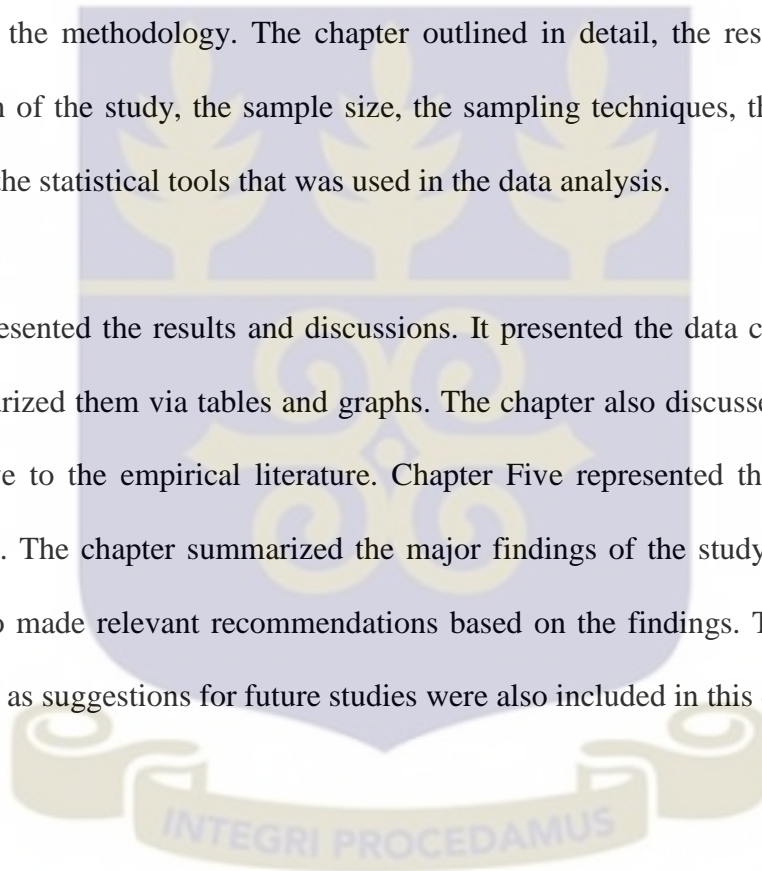 the methodology. The chapter outlined in detail, the res
of the study, the sample size, the sampling techniques, th
the statistical tools that was used in the data analysis.
esented the results and discussions. It presented the data c
rized them via tables and graphs. The chapter also discusse
e to the empirical literature. Chapter Five represented th
. The chapter summarized the major findings of the study
o made relevant recommendations based on the findings. T
as suggestions for future studies were also included in this
INTEGRI PROCEDAMUS